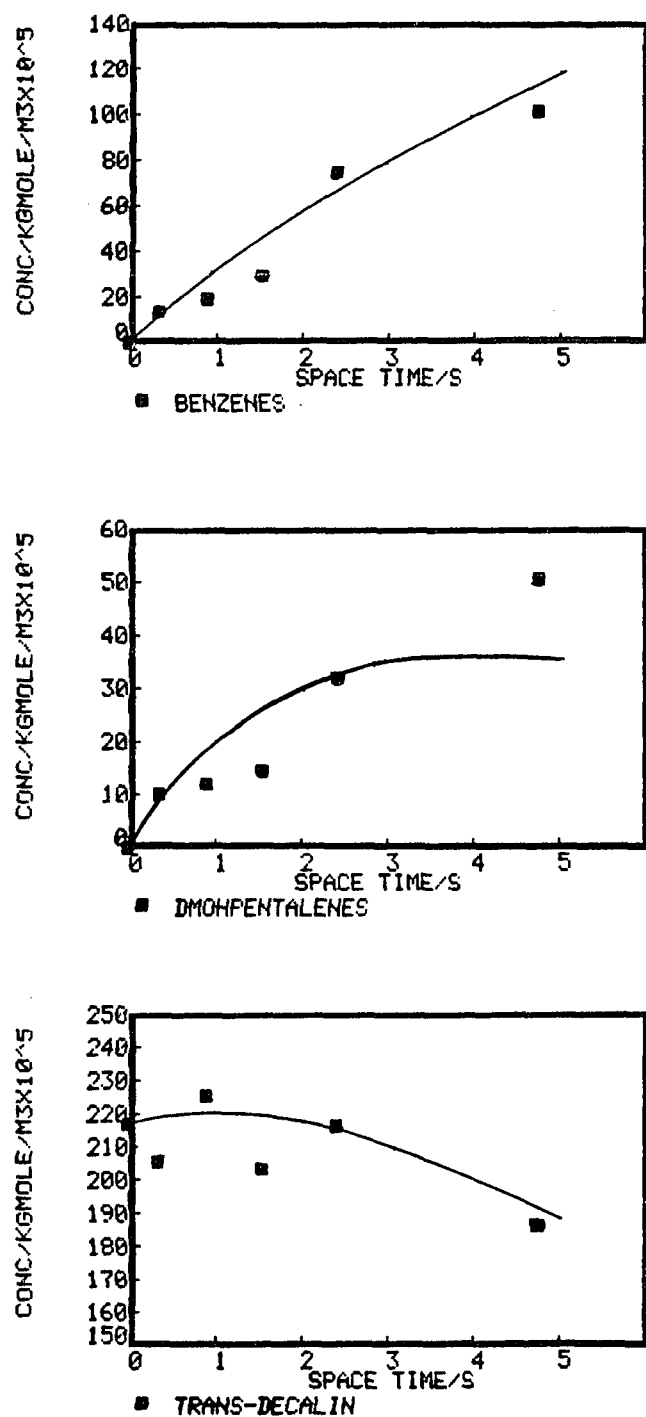 CONC/KGMOLE/M3X10^5
140
120
100
80
60
40
20
0
0 1 2 3 4 5
SPACE TIME/S
BENZENES
CONC/KGMOLE/M3X10^5
60
50
40
30
20
10
0
0 1 2 3 4 5
SPACE TIME/S
DMOHPENTALENES
CONC/KGMOLE/M3X10^5
250
240
230
220
210
200
190
180
170
160
150
0 1 2 3 4 5
SPACE TIME/S
TRANS-DECALIN